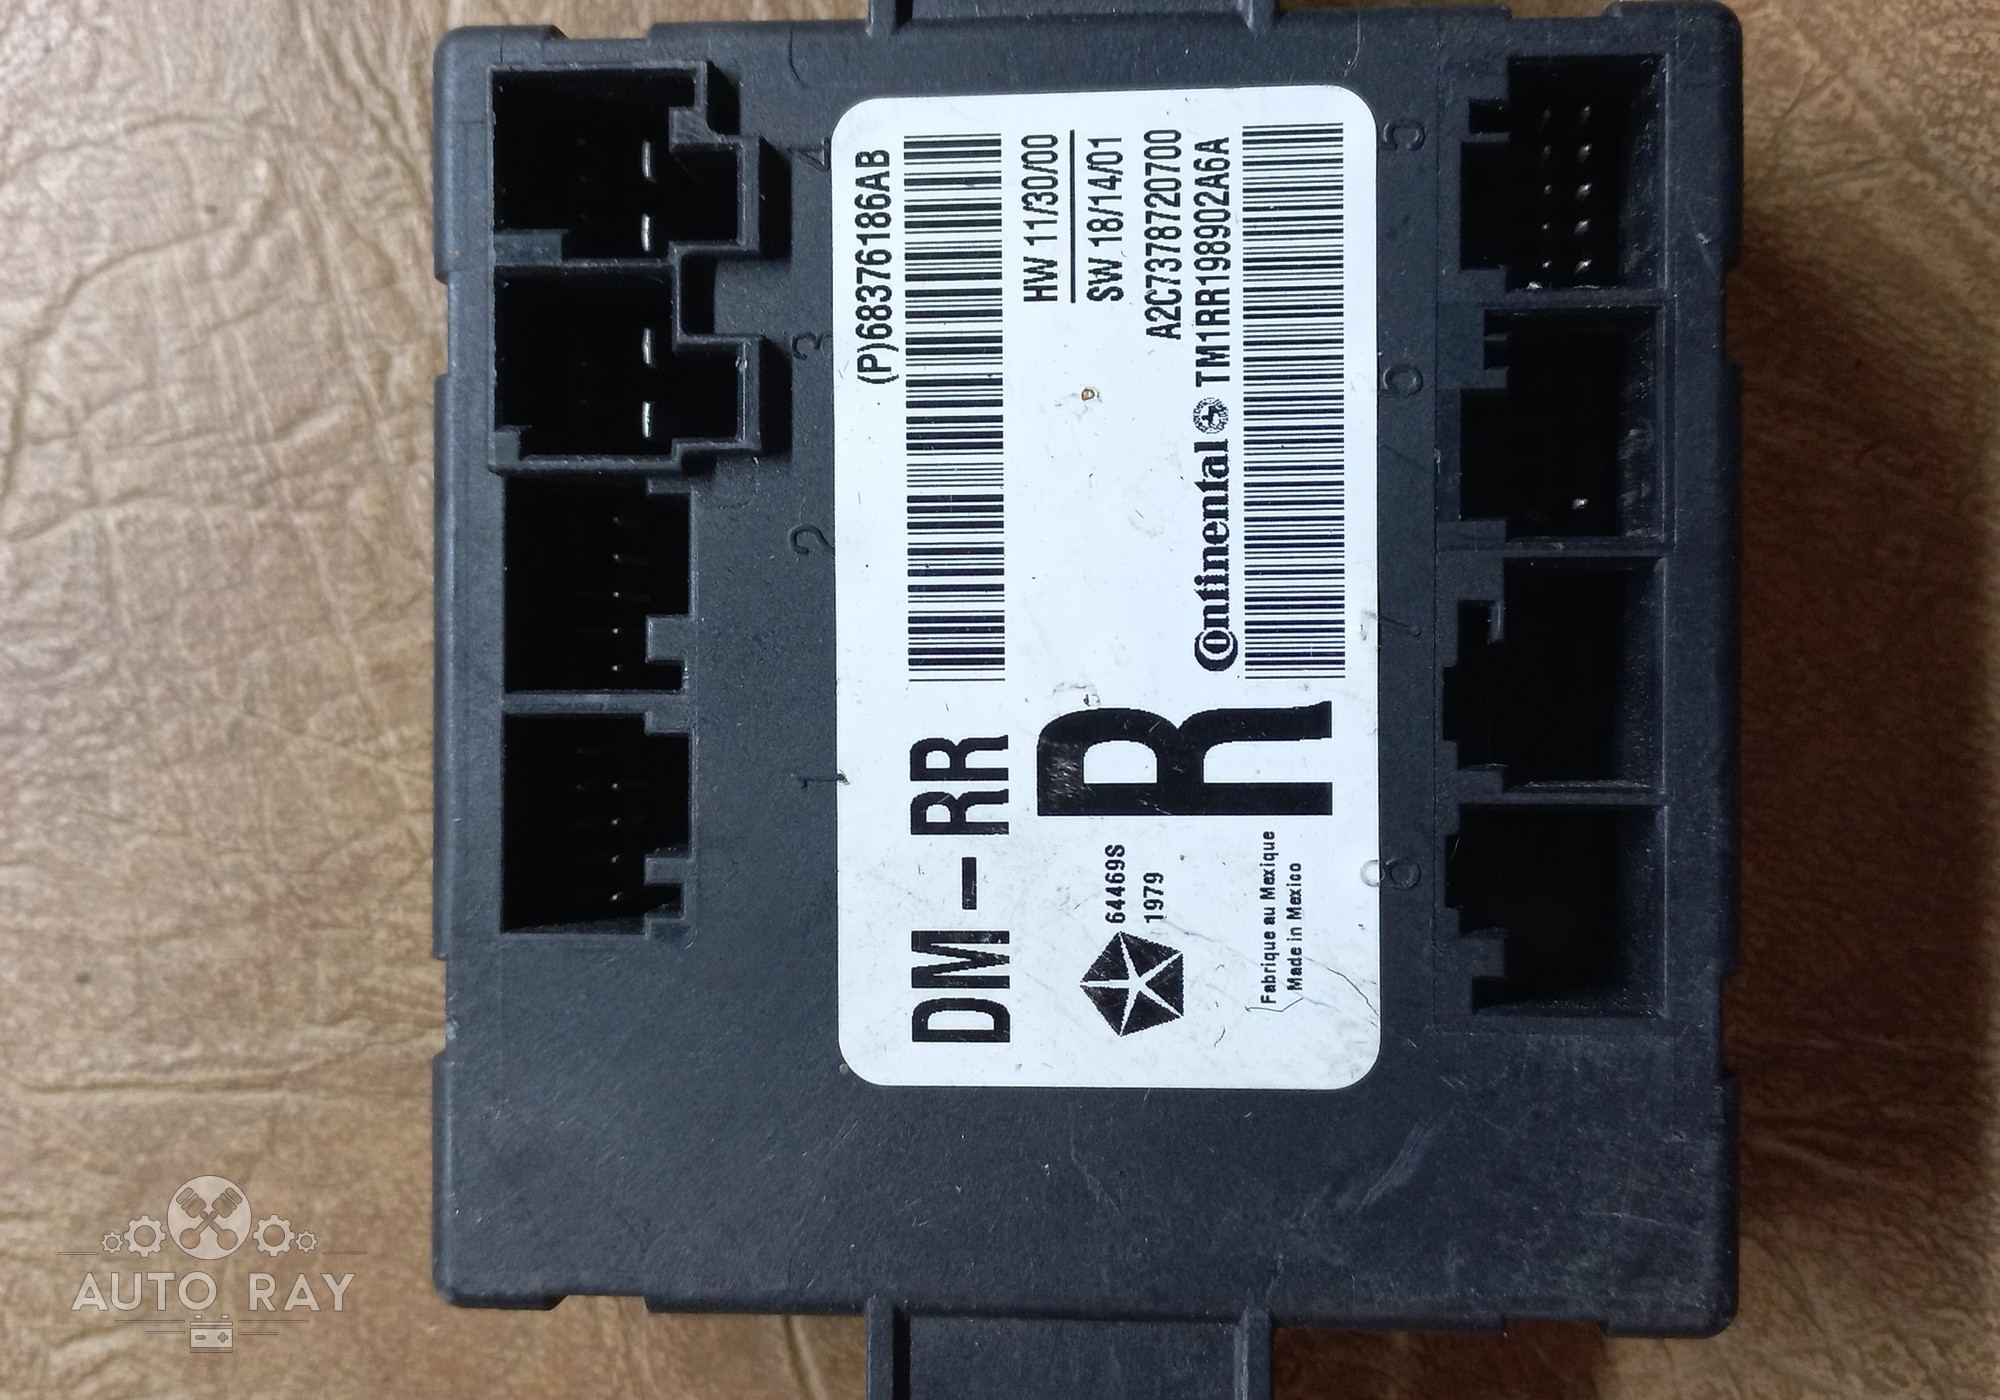 DM-RR
(P)68376186AB
64469S
1979
R
HW 11/30/00
SW 18/14/01
A2C7378720700
Fabrique au Mexique
Made in Mexico
Continental TM1RR198902A6A
1
2
3
4
5
6
7
8
AUTO RAY